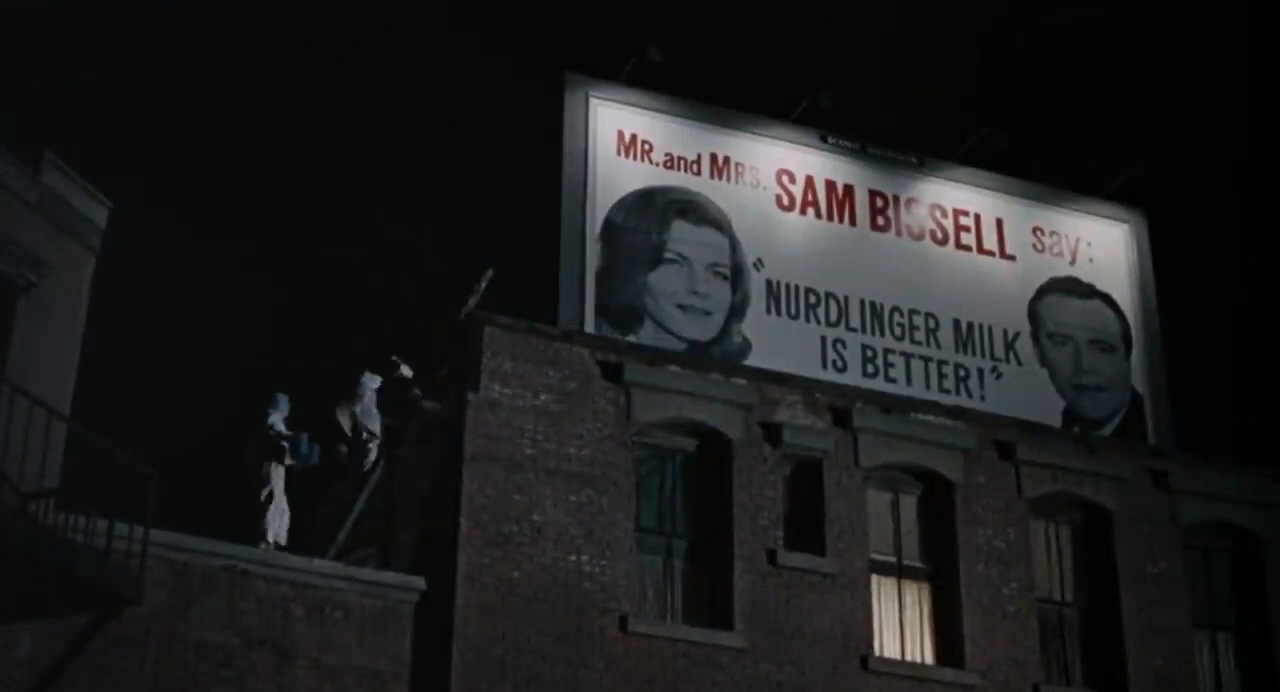 MR. and MRS. SAM BISSELL say:
"NURDLINGER MILK
IS BETTER!"